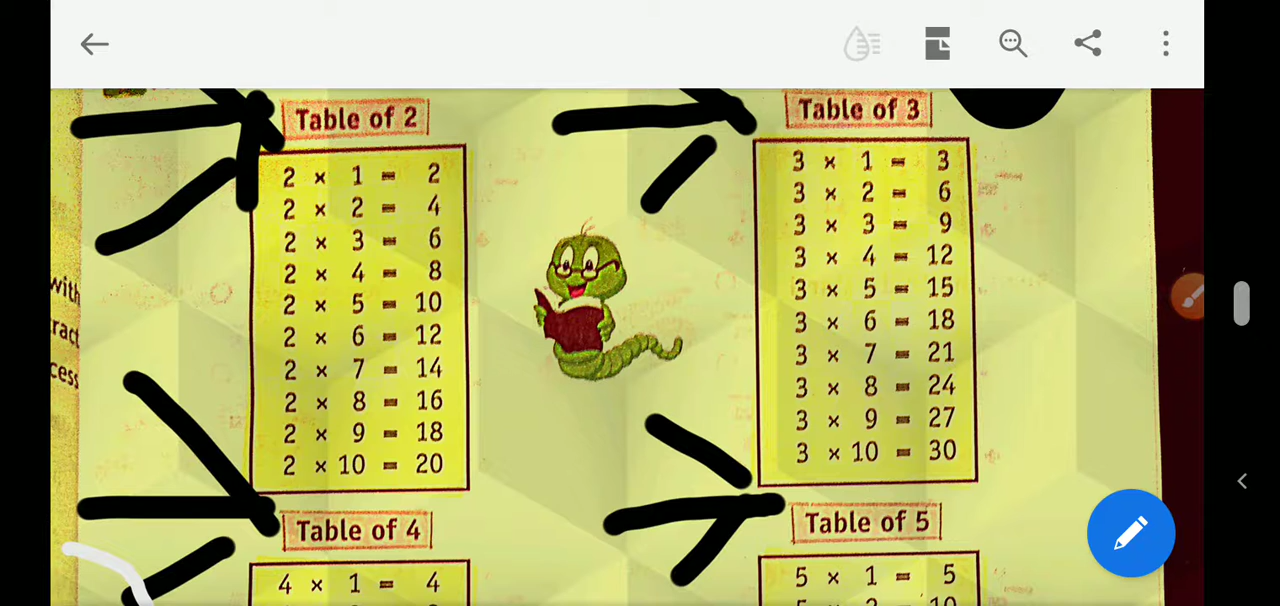 Table of 2
2 × 1 = 2
2 × 2 = 4
2 × 3 = 6
2 × 4 = 8
2 × 5 = 10
2 × 6 = 12
2 × 7 = 14
2 × 8 = 16
2 × 9 = 18
2 × 10 = 20
Table of 3
3 × 1 = 3
3 × 2 = 6
3 × 3 = 9
3 × 4 = 12
3 × 5 = 15
3 × 6 = 18
3 × 7 = 21
3 × 8 = 24
3 × 9 = 27
3 × 10 = 30
with
ract
cess
Table of 4
4 × 1 = 4
Table of 5
5 × 1 = 5